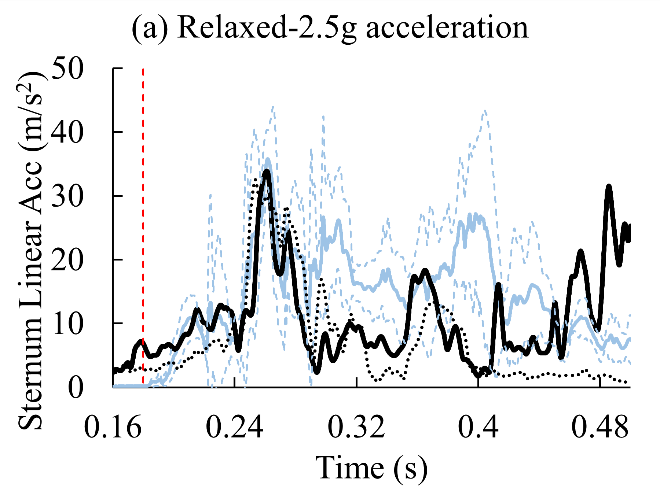 (a) Relaxed-2.5g acceleration
Sternum Linear Acc (m/s²)
50
40
30
20
10
0
0.16 0.24 0.32 0.4 0.48
Time (s)